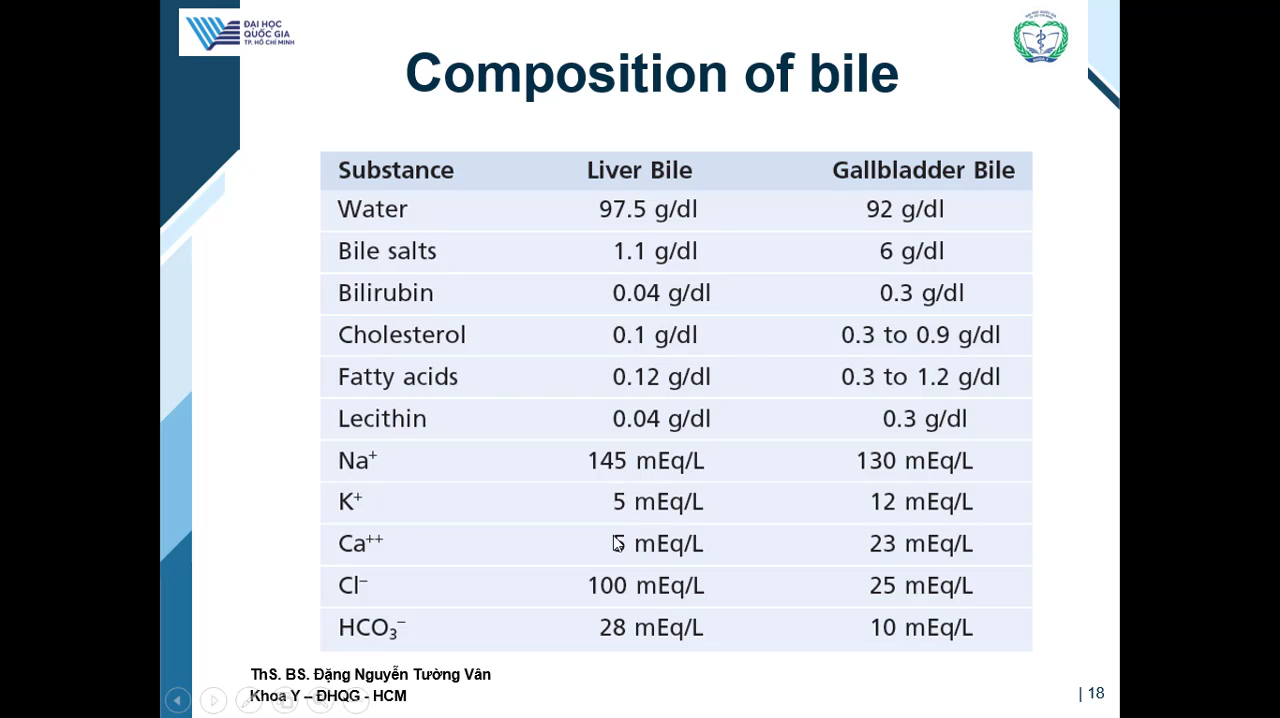 ĐẠI HỌC
QUỐC GIA
TP. HỒ CHÍ MINH
Composition of bile
Substance Liver Bile Gallbladder Bile
Water 97.5 g/dl 92 g/dl
Bile salts 1.1 g/dl 6 g/dl
Bilirubin 0.04 g/dl 0.3 g/dl
Cholesterol 0.1 g/dl 0.3 to 0.9 g/dl
Fatty acids 0.12 g/dl 0.3 to 1.2 g/dl
Lecithin 0.04 g/dl 0.3 g/dl
Na⁺ 145 mEq/L 130 mEq/L
K⁺ 5 mEq/L 12 mEq/L
Ca⁺⁺ 5 mEq/L 23 mEq/L
Cl⁻ 100 mEq/L 25 mEq/L
HCO₃⁻ 28 mEq/L 10 mEq/L
ThS. BS. Đặng Nguyễn Tường Vân
Khoa Y – ĐHQG - HCM
| 18